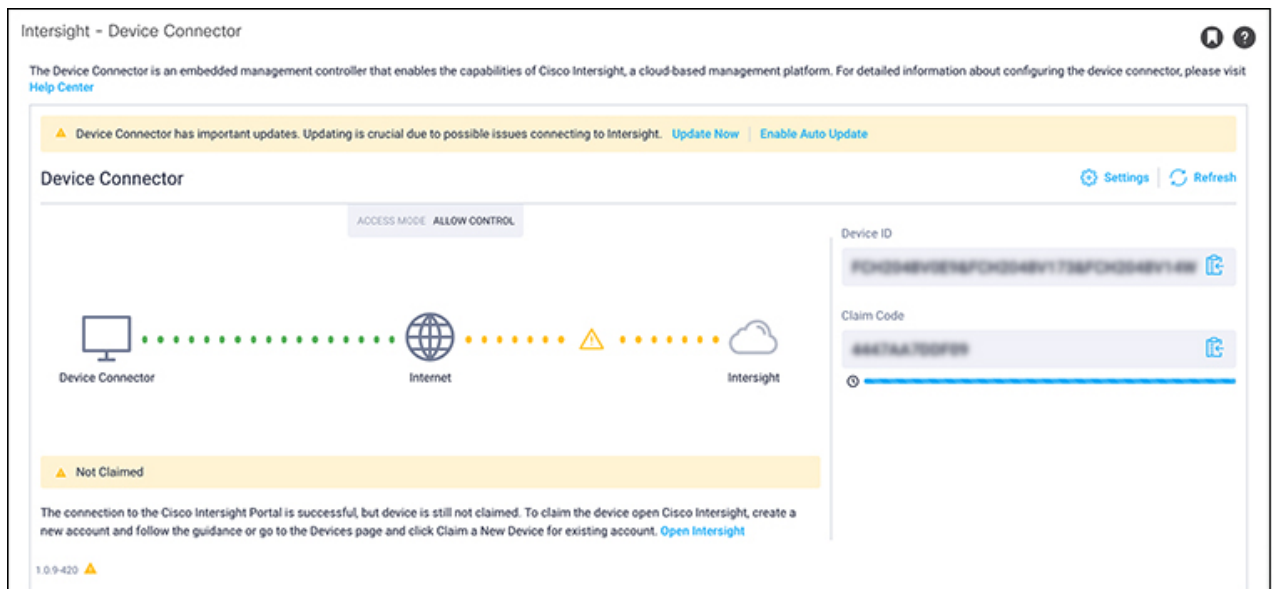 Intersight - Device Connector
The Device Connector is an embedded management controller that enables the capabilities of Cisco Intersight, a cloud-based management platform. For detailed information about configuring the device connector, please visit
Help Center
Device Connector has important updates. Updating is crucial due to possible issues connecting to Intersight. Update Now Enable Auto Update
Device Connector
Settings Refresh
ACCESS MODE ALLOW CONTROL
Device Connector
Internet
Intersight
Device ID
Claim Code
Not Claimed
The connection to the Cisco Intersight Portal is successful, but device is still not claimed. To claim the device open Cisco Intersight, create a
new account and follow the guidance or go to the Devices page and click Claim a New Device for existing account. Open Intersight
1.0.9-420